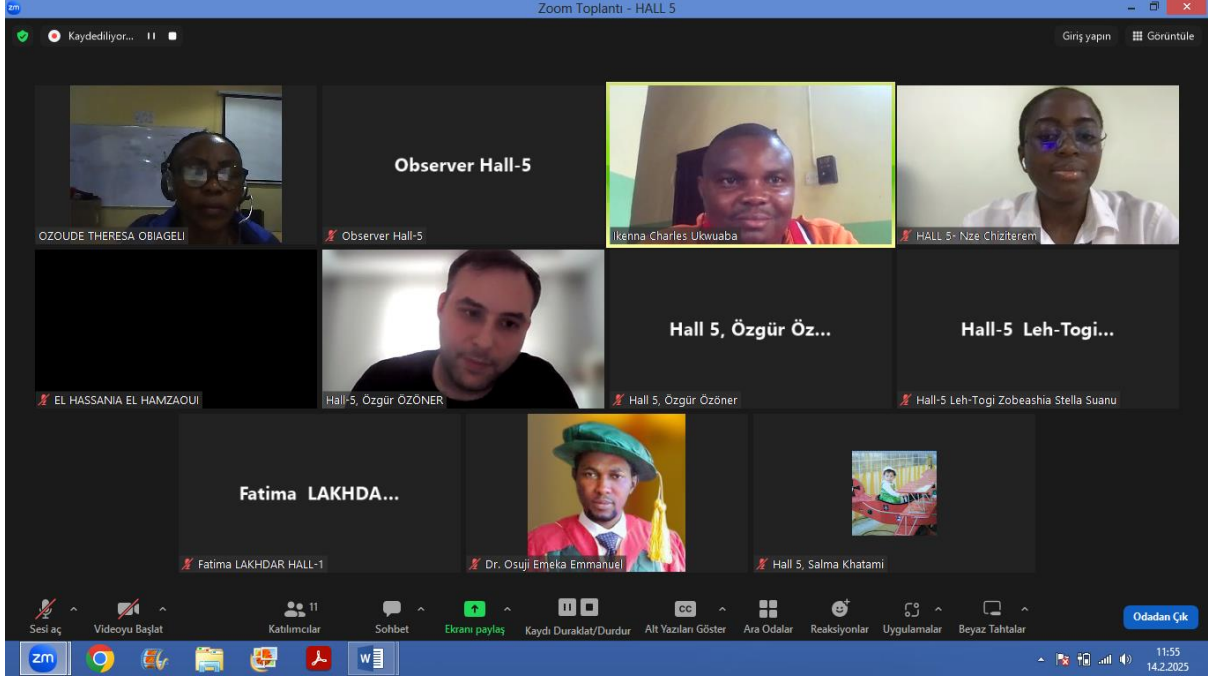 zm
Zoom Toplantı - HALL 5
Kaydediliyor...
Giriş yapın
Görüntüle
OZOUDE THERESA OBIAGELI
Observer Hall-5
Observer Hall-5
Ikenna Charles Ukwuaba
HALL 5- Nze Chiziterem
EL HASSANIA EL HAMZAOUI
Hall-5, Özgür ÖZÖNER
Hall 5, Özgür Öz...
Hall 5, Özgür Özöner
Hall-5 Leh-Togi...
Hall-5 Leh-Togi Zobeashia Stella Suanu
Fatima LAKHDA...
Fatima LAKHDAR HALL-1
Dr. Osuji Emeka Emmanuel
Hall 5, Salma Khatami
Sesi aç
Videoyu Başlat
11
Katılımcılar
Sohbet
Ekranı paylaş
Kaydı Duraklat/Durdur
CC
Alt Yazıları Göster
Ara Odalar
Reaksiyonlar
Uygulamalar
Beyaz Tahtalar
Odadan Çık
zm
W
11:55
14.2.2025